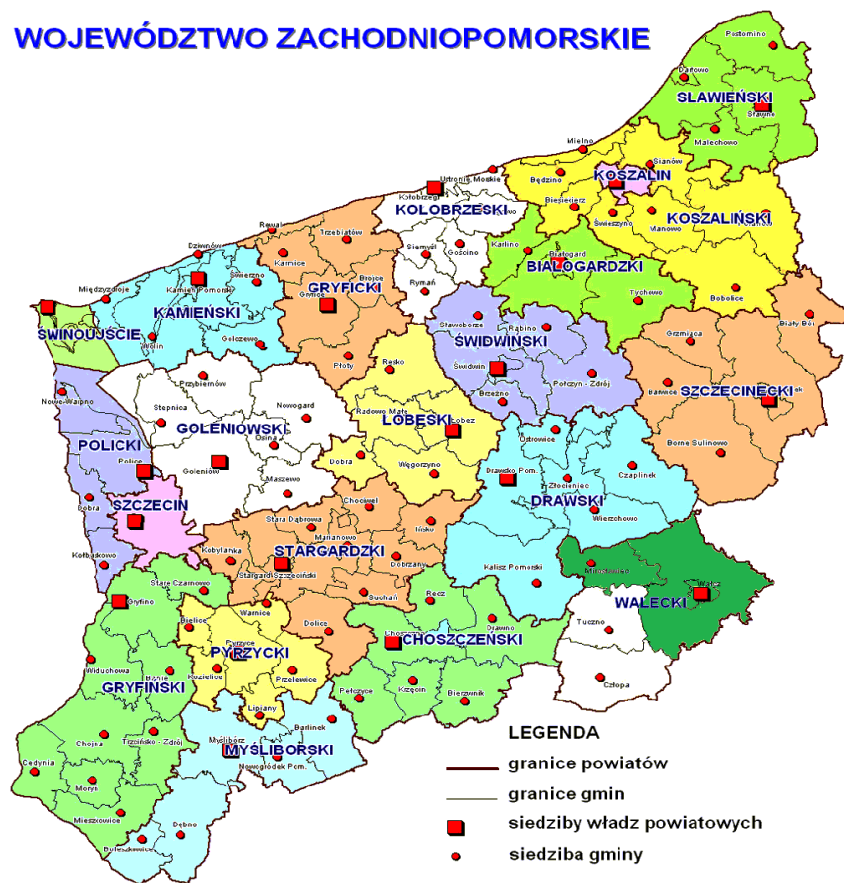 WOJEWÓDZTWO ZACHODNIOPOMORSKIE
Postomino
Darłowo
SLAWIEŃSKI
Sławno
Malechowo
Mielno
Sianów
Będzino
KOSZALIN
Biesiekierz
Świeszyno
Manowo
KOSZALIŃSKI
Bobolice
Ustronie Morskie
Kołobrzeg
KOLOBRZESKI
Siemyśl
Gościno
Rymań
Karlino
Białogard
BIALOGARDZKI
Tychowo
Rewal
Trzebiatów
Karnice
Brojce
GRYFICKI
Gryfice
Płoty
Dziwnów
Międzyzdroje
Kamień Pomorski
Świerzno
KAMIEŃSKI
Wolin
Golczewo
ŚWINOUJŚCIE
Sławoborze
Rąbino
ŚWIDWIŃSKI
Świdwin
Połczyn - Zdrój
Brzeżno
Grzmiąca
Biały Bór
Barwice
SZCZECINECKI
Borne Sulinowo
Resko
Radowo Małe
ŁOBESKI
Łobez
Dobra
Węgorzyno
Przybiernów
Stepnica
Nowogard
GOLENIOWSKI
Osina
Goleniów
Maszewo
Nowe-Warpno
POLICKI
Police
Dobra
Kołbaskowo
SZCZECIN
Ostrowice
Drawsko Pom.
Złocieniec
Czaplinek
DRAWSKI
Wierzchowo
Kalisz Pomorski
Chociwel
Stara Dąbrowa
Marianowo
Ińsko
Kobylanka
STARGARDZKI
Stargard Szczeciński
Dobrzany
Suchań
Dolice
Mirosławiec
Wałcz
WALECKI
Tuczno
Człopa
Recz
Drawno
CHOSZCZEŃSKI
Pełczyce
Krzęcin
Bierzwnik
Stare Czarnowo
Gryfino
Widuchowa
Banie
GRYFIŃSKI
Chojna
Trzcińsko - Zdrój
Cedynia
Moryń
Mieszkowice
Warnice
Bielice
Pyrzyce
PYRZYCKI
Kozielice
Przelewice
Lipiany
Barlinek
Myślibórz
MYŚLIBORSKI
Nowogródek Pom.
Dębno
Boleszkowice
LEGENDA
granice powiatów
granice gmin
siedziby władz powiatowych
siedziba gminy